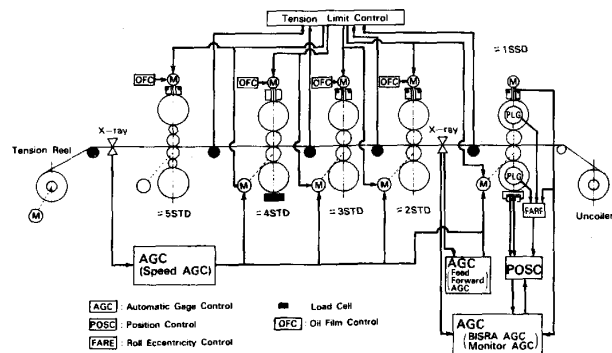 Tension Limit Control
≈1SSD
OFC M
OFC M
OFC M
OFC M
M
X-ray
X-ray
PLG
Tension Reel
M
M
M
M
M
PLG
FARE
Uncoiler
≈5STD
≈4STD
≈3STD
≈2STD
AGC
(Speed AGC)
AGC
(Feed
Forward
AGC)
POSC
AGC
(BISRA AGC
Monitor AGC)
AGC : Automatic Gage Control
Load Cell
POSC : Position Control
OFC : Oil Film Control
FARE : Roll Eccentricity Control